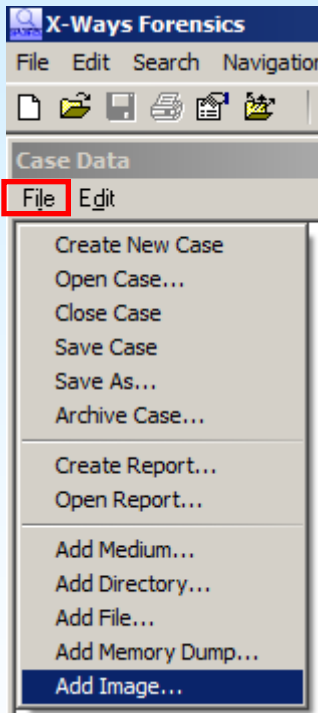 X-Ways Forensics
File Edit Search Navigation
Case Data
File Edit
Create New Case
Open Case...
Close Case
Save Case
Save As...
Archive Case...
Create Report...
Open Report...
Add Medium...
Add Directory...
Add File...
Add Memory Dump...
Add Image...